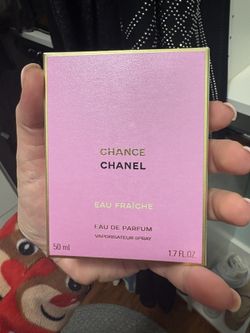 CHANCE
CHANEL
EAU FRAÎCHE
EAU DE PARFUM
VAPORISATEUR SPRAY
50 ml 1.7 FL.OZ.